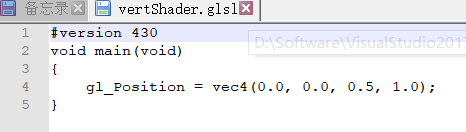 备忘录
vertShader.glsl
1 #version 430
2 void main(void)
D:\Software\VisualStudio201
3 {
4 gl_Position = vec4(0.0, 0.0, 0.5, 1.0);
5 }